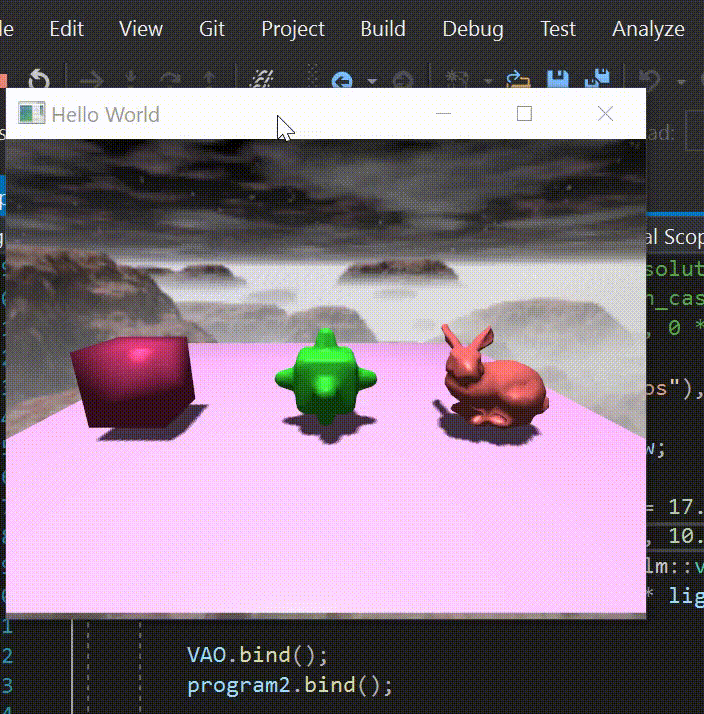 Edit View Git Project Build Debug Test Analyze
Hello World
ad:
al Scop
solut
n_cas
, 0 *
os"),
w;
= 17.
, 10.
lm::v
* lig
1
2 VAO.bind();
3 program2.bind();